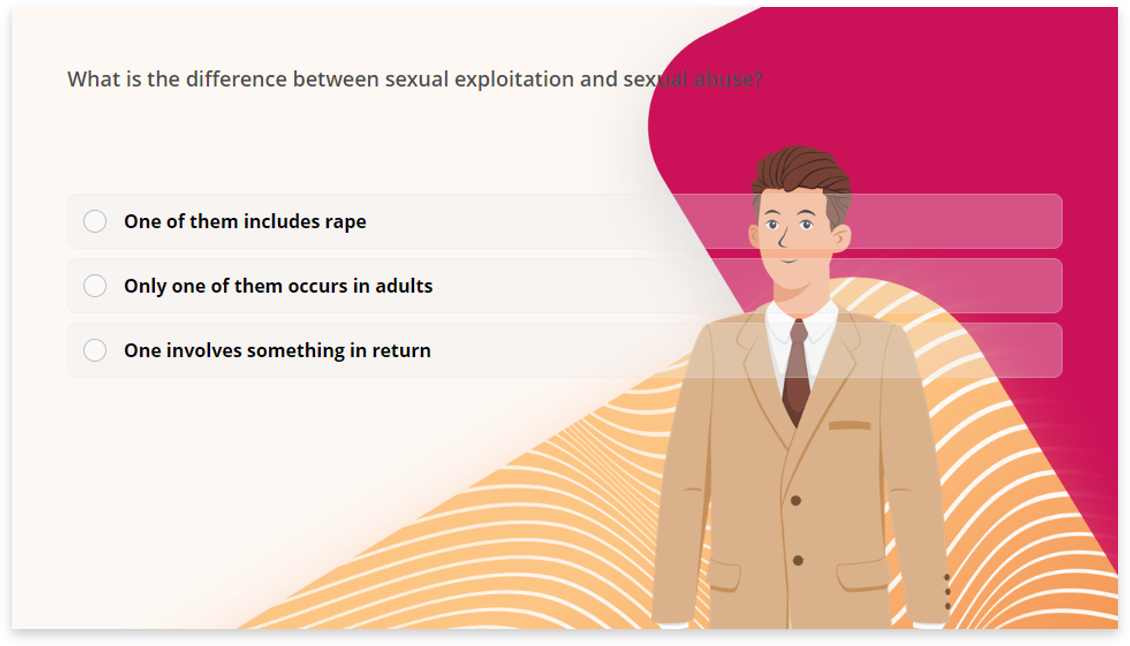 What is the difference between sexual exploitation and sexual abuse?
One of them includes rape
Only one of them occurs in adults
One involves something in return